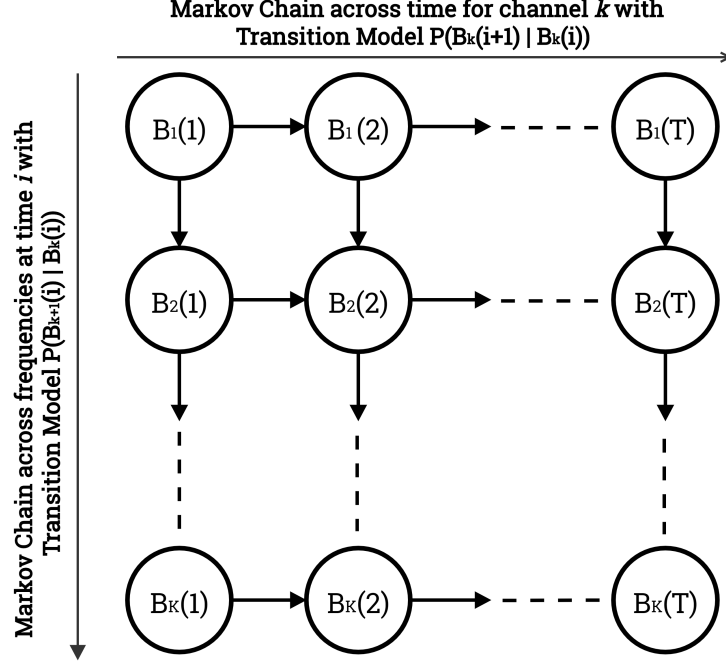 Markov Chain across time for channel k with
Transition Model P(Bk(i+1) | Bk(i))
Markov Chain across frequencies at time i with
Transition Model P(Bk+1(i) | Bk(i))
B1(1) B1(2) B1(T)
B2(1) B2(2) B2(T)
BK(1) BK(2) BK(T)